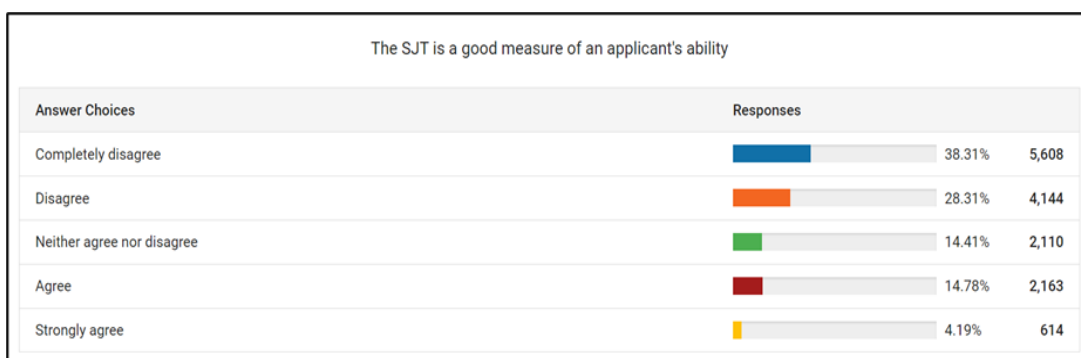 The SJT is a good measure of an applicant's ability
Answer Choices Responses
Completely disagree 38.31% 5,608
Disagree 28.31% 4,144
Neither agree nor disagree 14.41% 2,110
Agree 14.78% 2,163
Strongly agree 4.19% 614